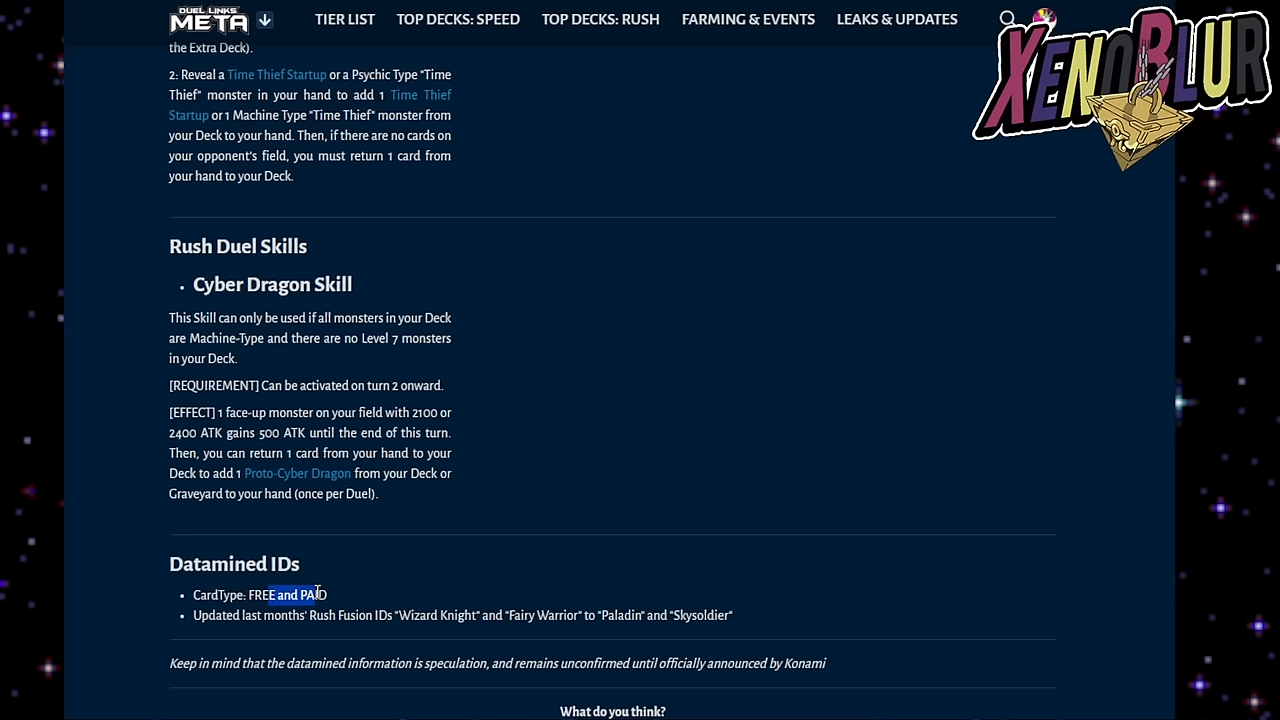 DUEL LINKS
META
TIER LIST
TOP DECKS: SPEED
TOP DECKS: RUSH
FARMING & EVENTS
LEAKS & UPDATES
XENOBLUR
the Extra Deck).
2: Reveal a Time Thief Startup or a Psychic Type "Time
Thief" monster in your hand to add 1 Time Thief
Startup or 1 Machine Type "Time Thief" monster from
your Deck to your hand. Then, if there are no cards on
your opponent's field, you must return 1 card from
your hand to your Deck.
Rush Duel Skills
• Cyber Dragon Skill
This Skill can only be used if all monsters in your Deck
are Machine-Type and there are no Level 7 monsters
in your Deck.
[REQUIREMENT] Can be activated on turn 2 onward.
[EFFECT] 1 face-up monster on your field with 2100 or
2400 ATK gains 500 ATK until the end of this turn.
Then, you can return 1 card from your hand to your
Deck to add 1 Proto-Cyber Dragon from your Deck or
Graveyard to your hand (once per Duel).
Datamined IDs
• CardType: FREE and PAID
• Updated last months' Rush Fusion IDs "Wizard Knight" and "Fairy Warrior" to "Paladin" and "Skysoldier"
Keep in mind that the datamined information is speculation, and remains unconfirmed until officially announced by Konami
What do you think?